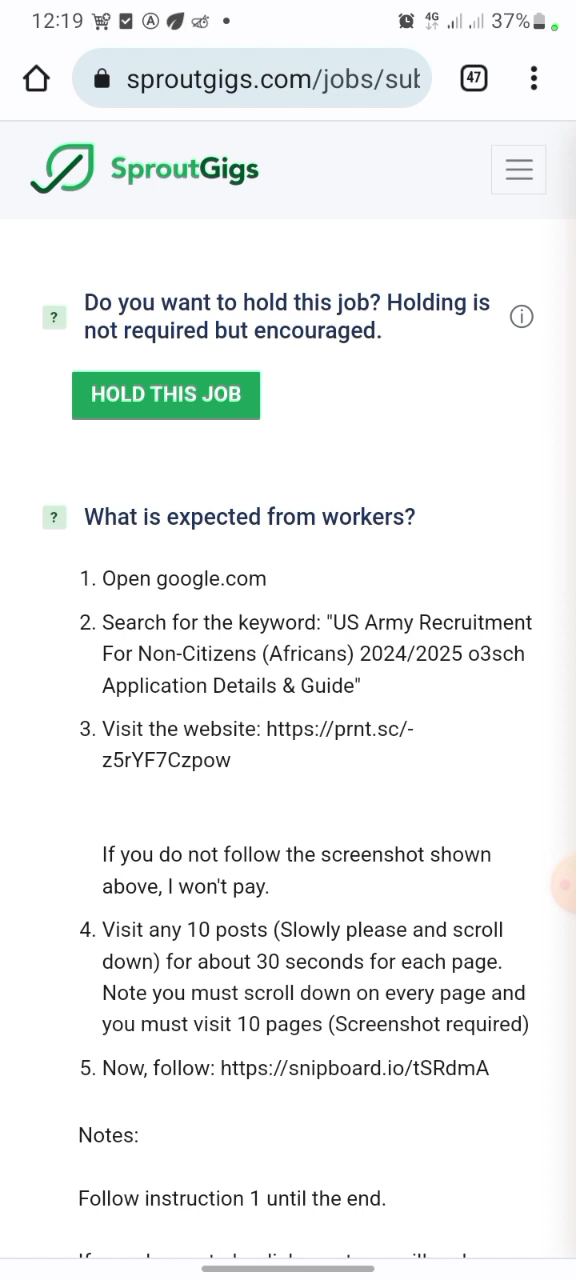 12:19
4G
37%
sproutgigs.com/jobs/sub
47
SproutGigs
? Do you want to hold this job? Holding is
not required but encouraged.
HOLD THIS JOB
? What is expected from workers?
1. Open google.com
2. Search for the keyword: "US Army Recruitment
For Non-Citizens (Africans) 2024/2025 o3sch
Application Details & Guide"
3. Visit the website: https://prnt.sc/-
z5rYF7Czpow
If you do not follow the screenshot shown
above, I won't pay.
4. Visit any 10 posts (Slowly please and scroll
down) for about 30 seconds for each page.
Note you must scroll down on every page and
you must visit 10 pages (Screenshot required)
5. Now, follow: https://snipboard.io/tSRdmA
Notes:
Follow instruction 1 until the end.